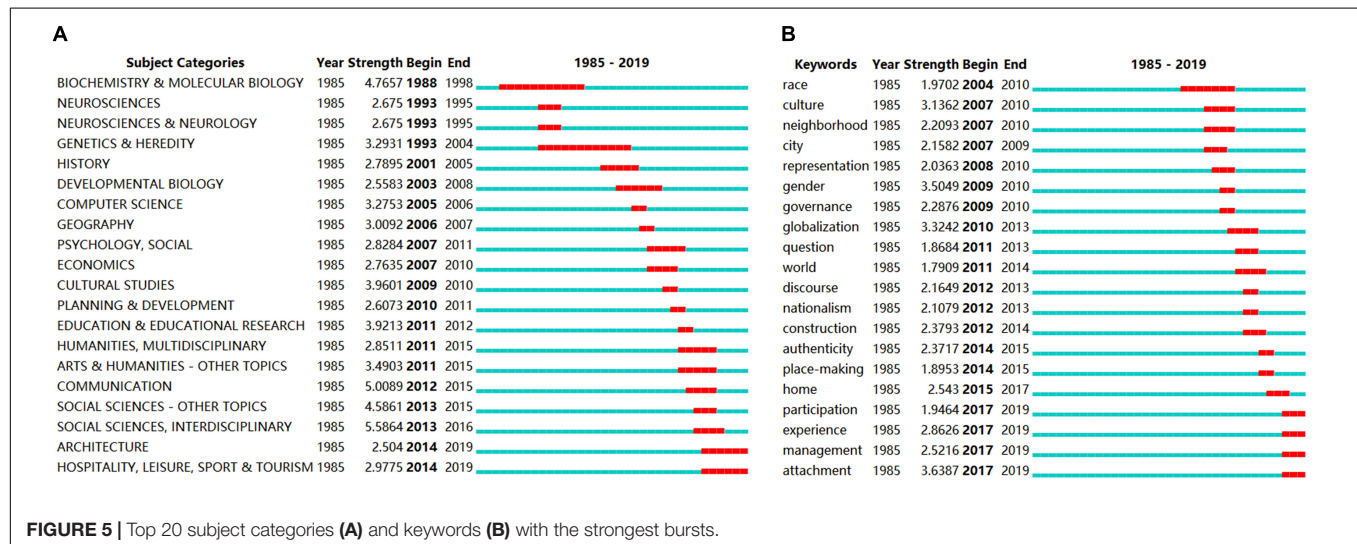 A
Subject Categories Year Strength Begin End 1985 - 2019
BIOCHEMISTRY & MOLECULAR BIOLOGY 1985 4.7657 1988 1998
NEUROSCIENCES 1985 2.675 1993 1995
NEUROSCIENCES & NEUROLOGY 1985 2.675 1993 1995
GENETICS & HEREDITY 1985 3.2931 1993 2004
HISTORY 1985 2.7895 2001 2005
DEVELOPMENTAL BIOLOGY 1985 2.5583 2003 2008
COMPUTER SCIENCE 1985 3.2753 2005 2006
GEOGRAPHY 1985 3.0092 2006 2007
PSYCHOLOGY, SOCIAL 1985 2.8284 2007 2011
ECONOMICS 1985 2.7635 2007 2010
CULTURAL STUDIES 1985 3.9601 2009 2010
PLANNING & DEVELOPMENT 1985 2.6073 2010 2011
EDUCATION & EDUCATIONAL RESEARCH 1985 3.9213 2011 2012
HUMANITIES, MULTIDISCIPLINARY 1985 2.8511 2011 2015
ARTS & HUMANITIES - OTHER TOPICS 1985 3.4903 2011 2015
COMMUNICATION 1985 5.0089 2012 2015
SOCIAL SCIENCES - OTHER TOPICS 1985 4.5861 2013 2015
SOCIAL SCIENCES, INTERDISCIPLINARY 1985 5.5864 2013 2016
ARCHITECTURE 1985 2.504 2014 2019
HOSPITALITY, LEISURE, SPORT & TOURISM 1985 2.9775 2014 2019
B
Keywords Year Strength Begin End 1985 - 2019
race 1985 1.9702 2004 2010
culture 1985 3.1362 2007 2010
neighborhood 1985 2.2093 2007 2010
city 1985 2.1582 2007 2009
representation 1985 2.0363 2008 2010
gender 1985 3.5049 2009 2010
governance 1985 2.2876 2009 2010
globalization 1985 3.3242 2010 2013
question 1985 1.8684 2011 2013
world 1985 1.7909 2011 2014
discourse 1985 2.1649 2012 2013
nationalism 1985 2.1079 2012 2013
construction 1985 2.3793 2012 2014
authenticity 1985 2.3717 2014 2015
place-making 1985 1.8953 2014 2015
home 1985 2.543 2015 2017
participation 1985 1.9464 2017 2019
experience 1985 2.8626 2017 2019
management 1985 2.5216 2017 2019
attachment 1985 3.6387 2017 2019
FIGURE 5 | Top 20 subject categories (A) and keywords (B) with the strongest bursts.